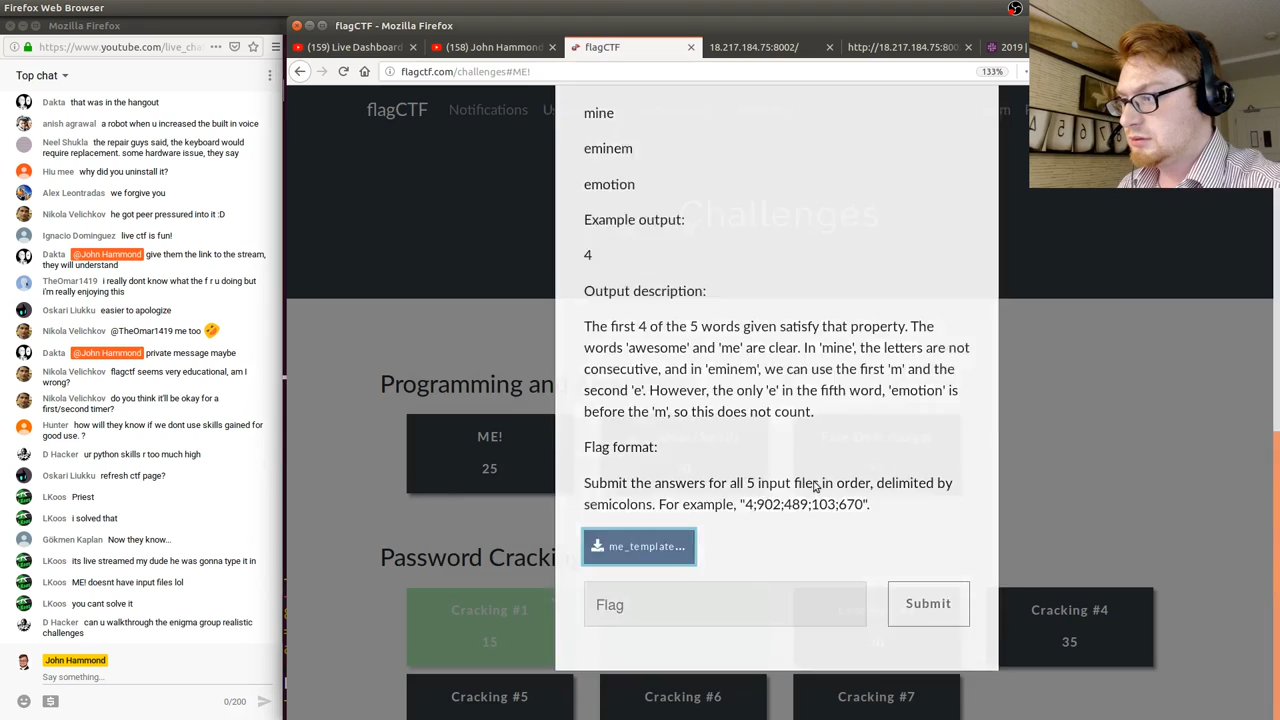 Firefox Web Browser
Mozilla Firefox
flagCTF - Mozilla Firefox
https://www.youtube.com/live_cha
(159) Live Dashboard
(158) John Hammond
flagCTF
18.217.184.75:8002/
http://18.217.184.75:800
2019 |
flagctf.com/challenges#ME!
133%
Top chat
Dakta that was in the hangout
anish agrawal a robot when u increased the built in voice
Neel Shukla the repair guys said, the keyboard would
require replacement. some hardware issue, they say
Hiu mee why did you uninstall it?
Alex Leontradas we forgive you
Nikola Velichkov he got peer pressured into it :D
Ignacio Dominguez live ctf is fun!
Dakta @John Hammond give them the link to the stream,
they will understand
TheOmar1419 i really dont know what the f r u doing but
i'm really enjoying this
Oskari Liukku easier to apologize
Nikola Velichkov @TheOmar1419 me too
Dakta @John Hammond private message maybe
Nikola Velichkov flagctf seems very educational, am I
wrong?
Nikola Velichkov do you think it'll be okay for a
first/second timer?
Hunter how will they know if we dont use skills gained for
good use. ?
D Hacker ur python skills r too much high
Oskari Liukku refresh ctf page?
LKoos Priest
LKoos i solved that
Gökmen Kaplan Now they know...
LKoos its live streamed my dude he was gonna type it in
LKoos ME! doesnt have input files lol
LKoos you cant solve it
D Hacker can u walkthrough the enigma group realistic
challenges
John Hammond
Say something...
0/200
flagCTF
Notifications
Challenges
mine
eminem
emotion
Example output:
4
Output description:
The first 4 of the 5 words given satisfy that property. The
words 'awesome' and 'me' are clear. In 'mine', the letters are not
consecutive, and in 'eminem', we can use the first 'm' and the
second 'e'. However, the only 'e' in the fifth word, 'emotion' is
before the 'm', so this does not count.
Flag format:
Submit the answers for all 5 input files in order, delimited by
semicolons. For example, "4;902;489;103;670".
me_template...
Flag
Submit
Programming and
ME!
25
Password Cracking
Cracking #1
15
Cracking #4
35
Cracking #5
Cracking #6
Cracking #7